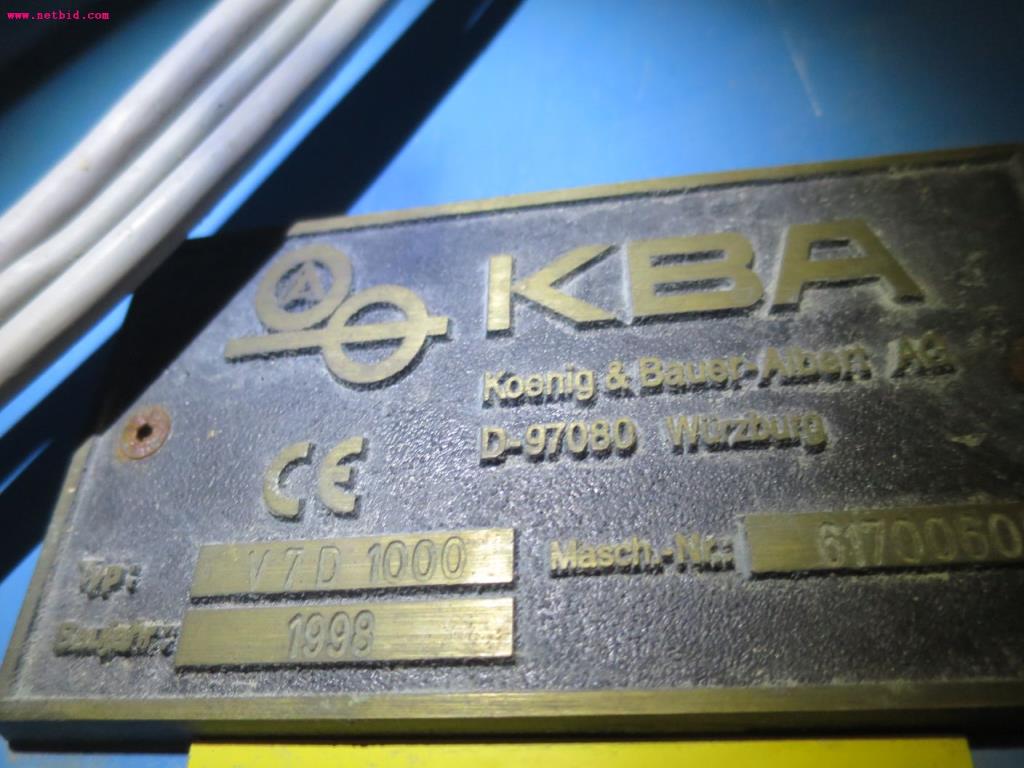 www.netbid.com
A
KBA
Koenig & Bauer-Albert AG
D-97080 Würzburg
CE
Typ: V 7.D 1000
Masch.-Nr.: 6170060
Baujahr: 1998